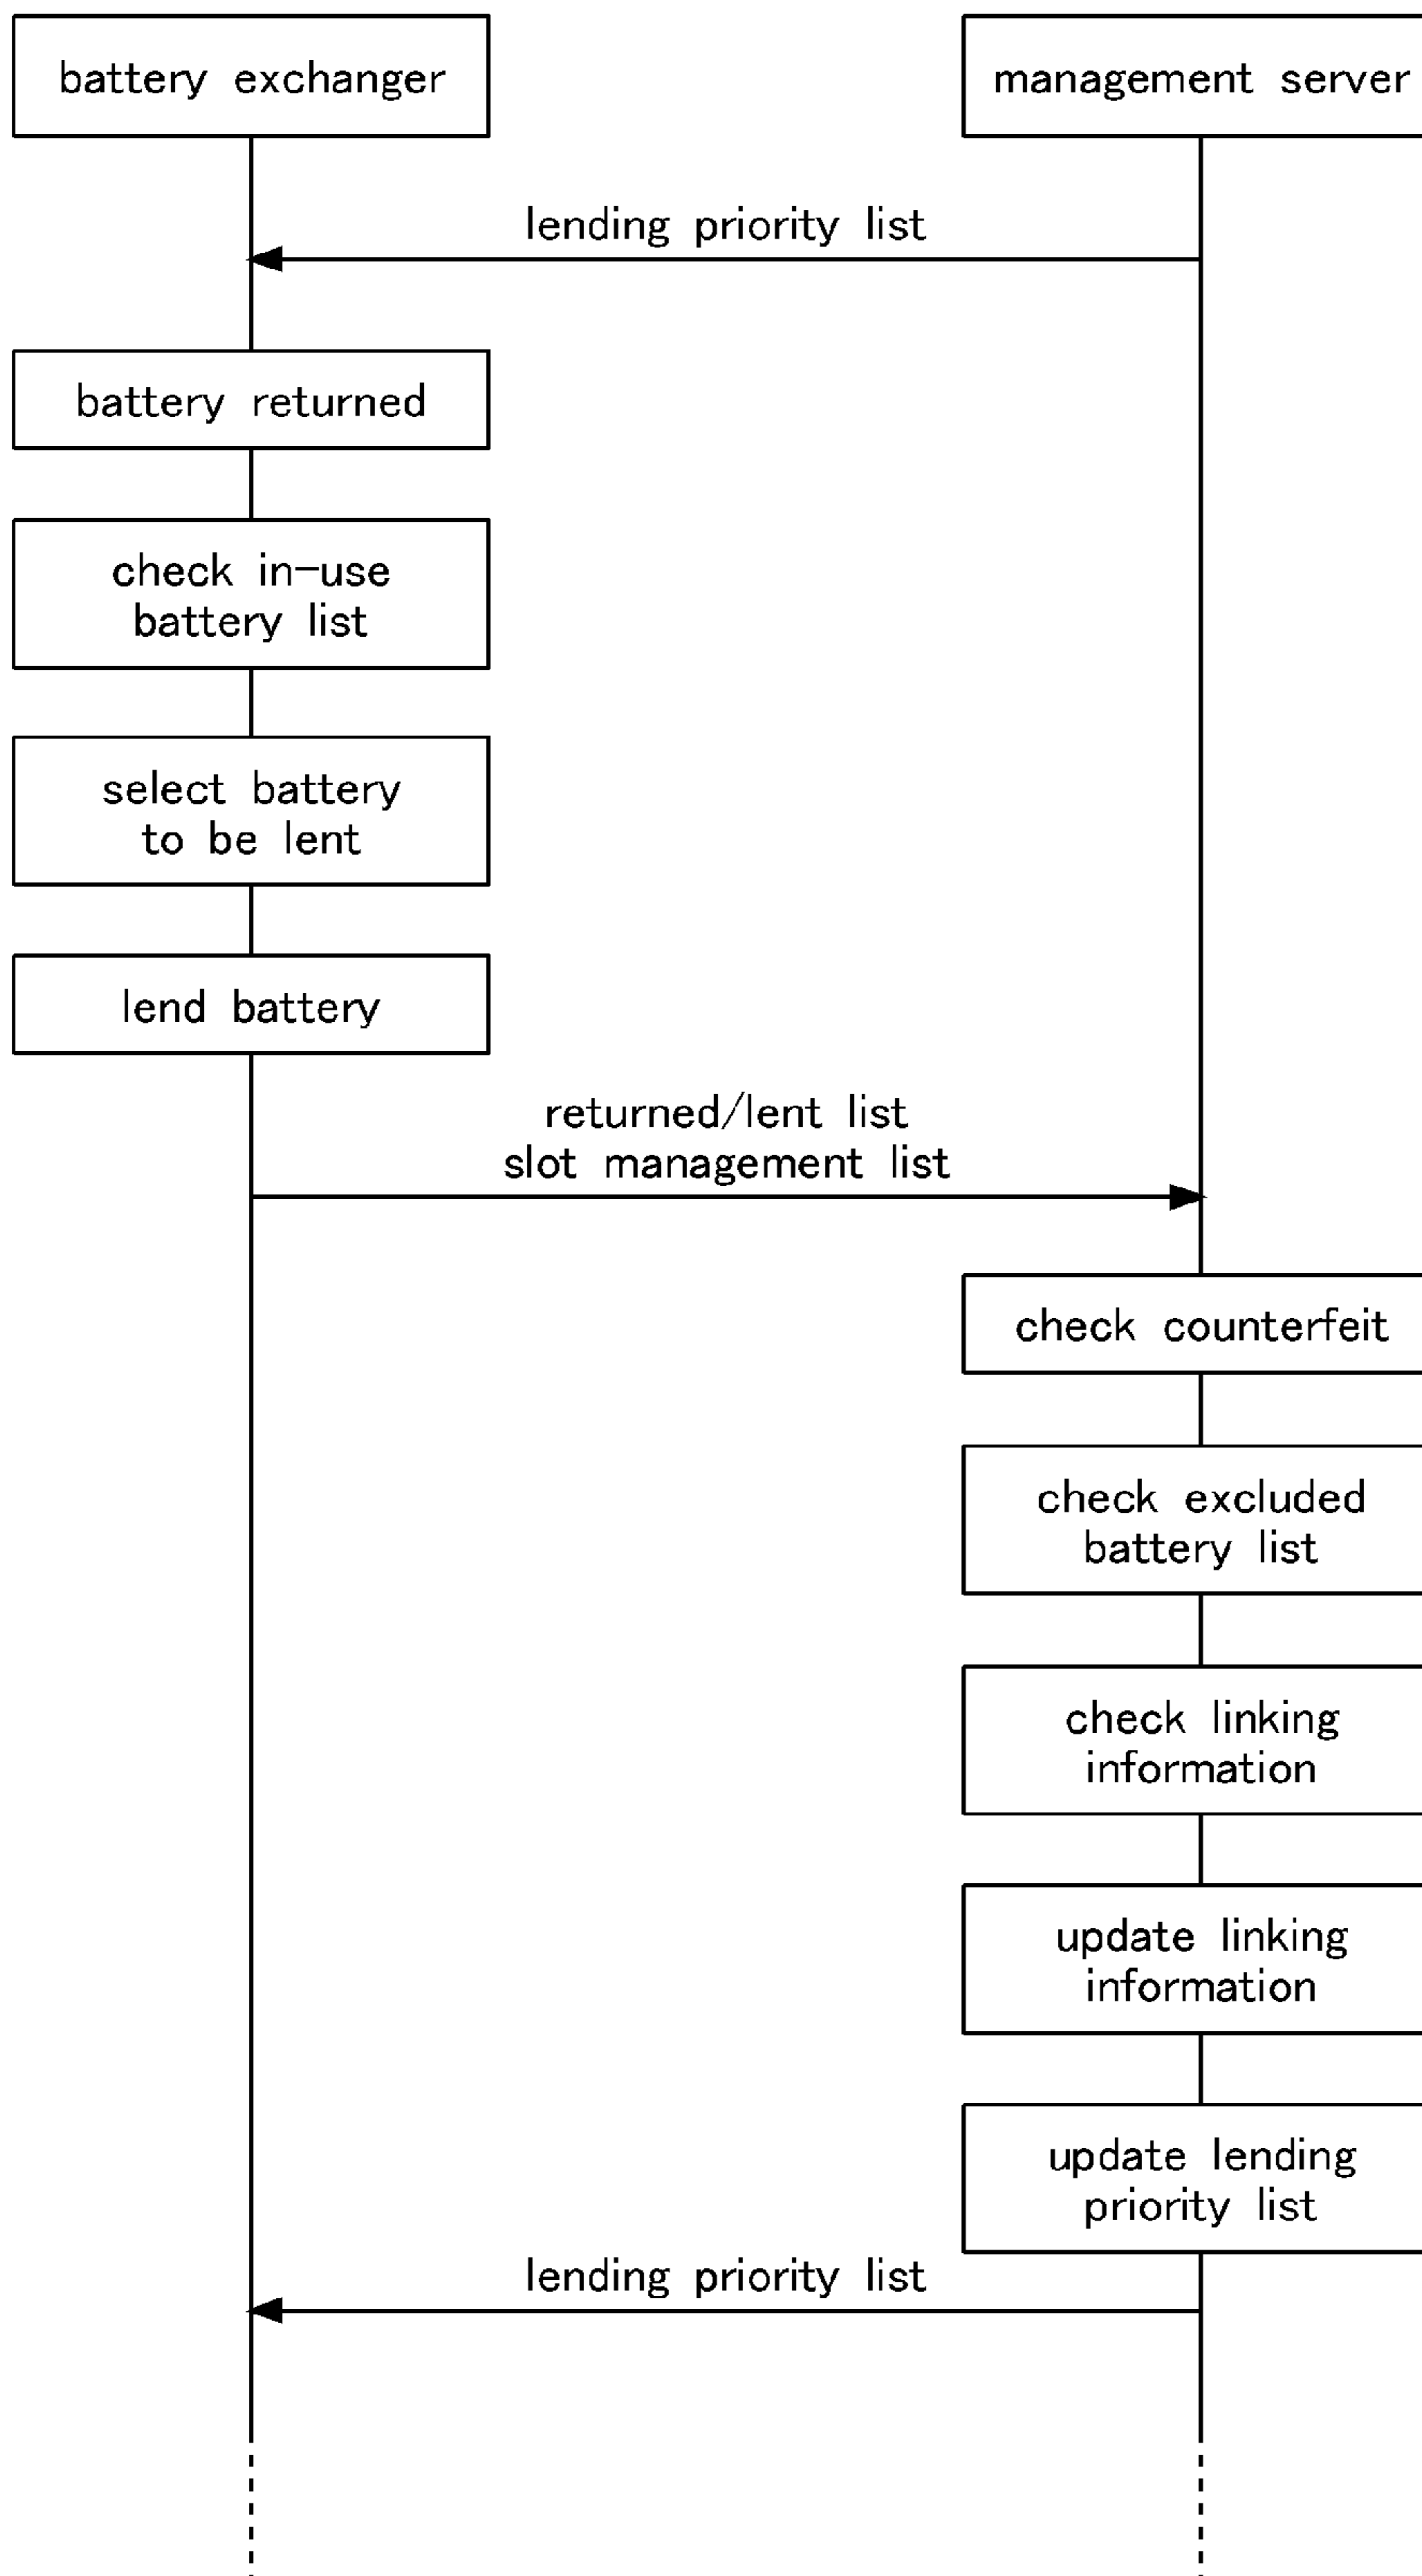 battery exchanger
management server
lending priority list
battery returned
check in-use
battery list
select battery
to be lent
lend battery
returned/lent list
slot management list
check counterfeit
check excluded
battery list
check linking
information
update linking
information
update lending
priority list
lending priority list